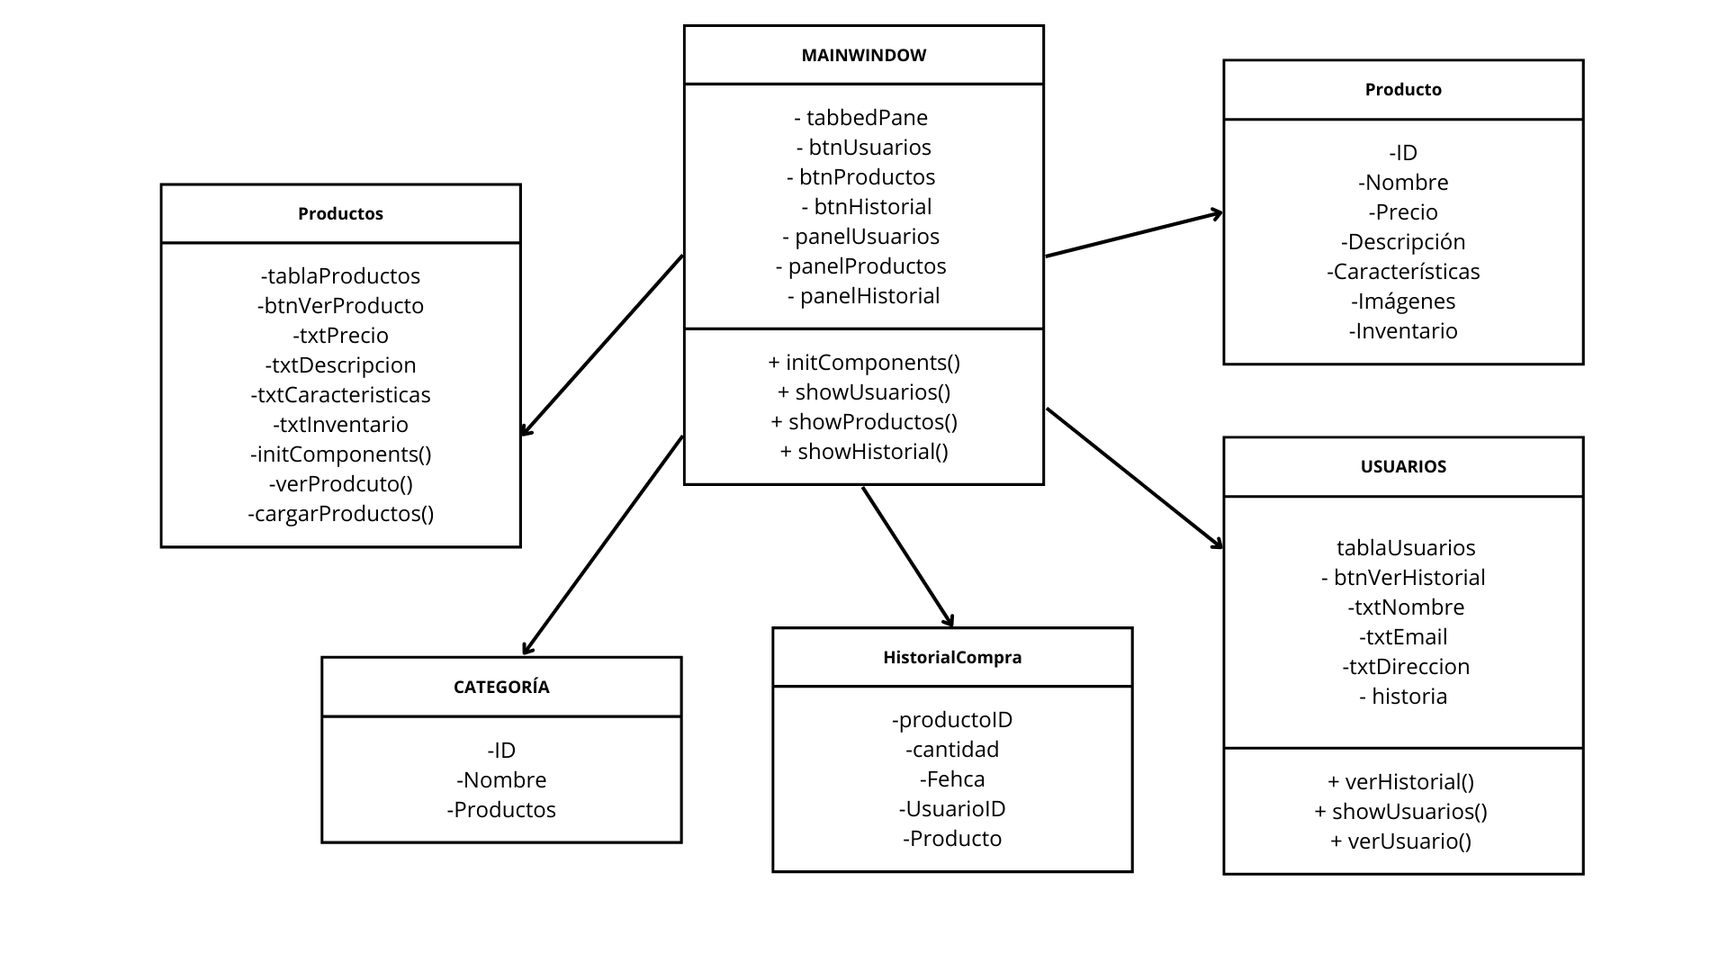 MAINWINDOW
- tabbedPane
- btnUsuarios
- btnProductos
- btnHistorial
- panelUsuarios
- panelProductos
- panelHistorial
+ initComponents()
+ showUsuarios()
+ showProductos()
+ showHistorial()
Producto
-ID
-Nombre
-Precio
-Descripción
-Características
-Imágenes
-Inventario
Productos
-tablaProductos
-btnVerProducto
-txtPrecio
-txtDescripcion
-txtCaracteristicas
-txtInventario
-initComponents()
-verProdcuto()
-cargarProductos()
USUARIOS
tablaUsuarios
- btnVerHistorial
-txtNombre
-txtEmail
-txtDireccion
- historia
+ verHistorial()
+ showUsuarios()
+ verUsuario()
CATEGORÍA
-ID
-Nombre
-Productos
HistorialCompra
-productoID
-cantidad
-Fehca
-UsuarioID
-Producto